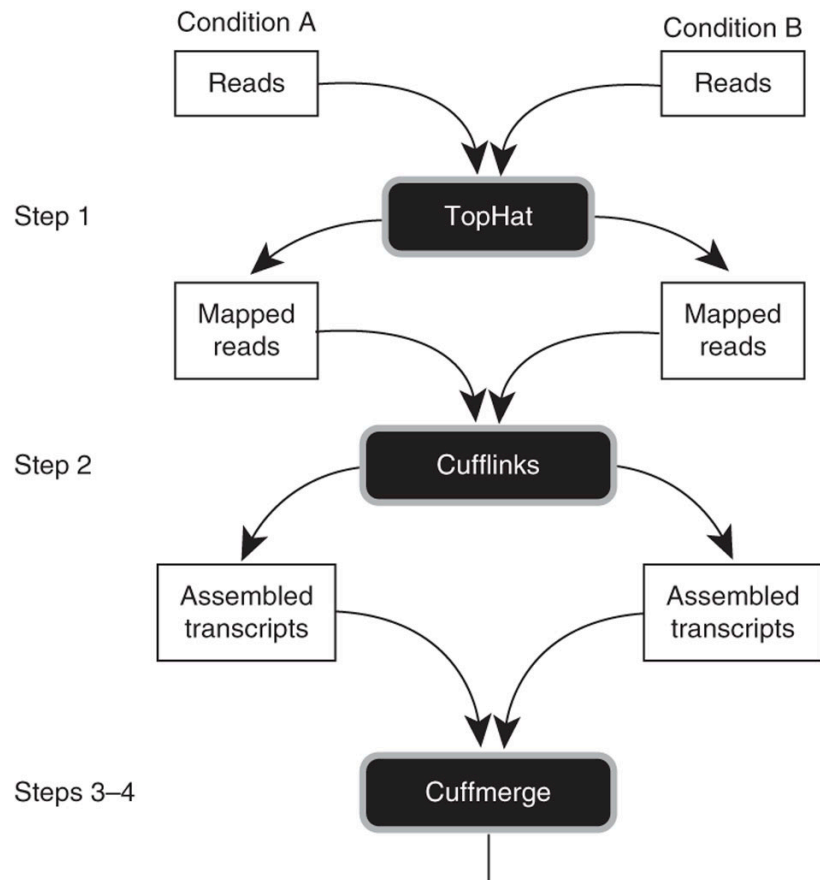 Condition A
Condition B
Reads
Reads
Step 1
TopHat
Mapped
reads
Mapped
reads
Step 2
Cufflinks
Assembled
transcripts
Assembled
transcripts
Steps 3–4
Cuffmerge